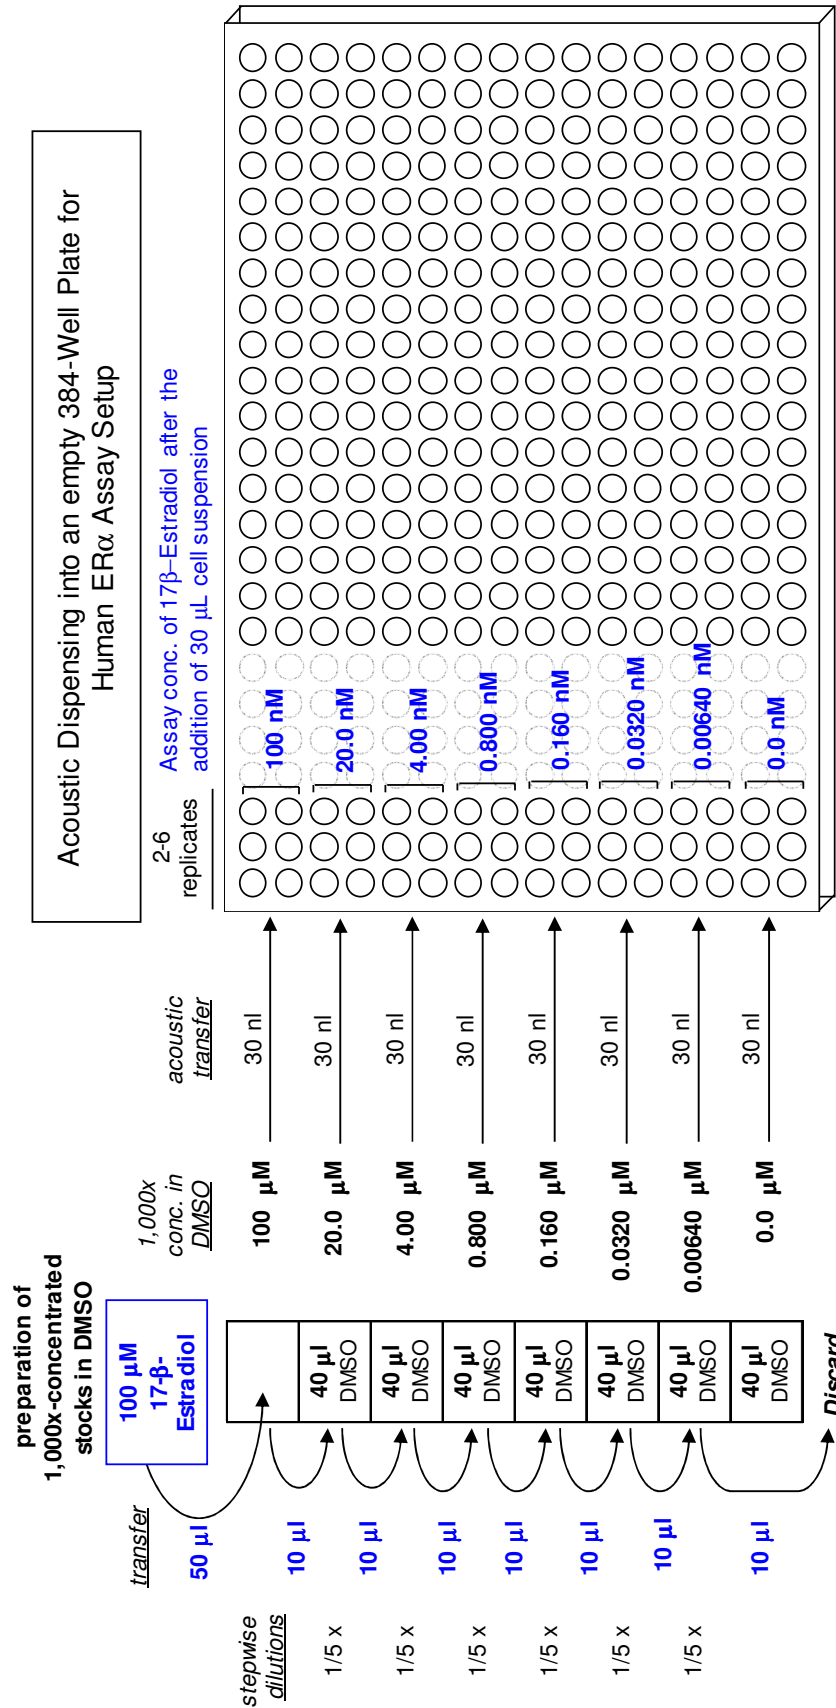 Acoustic Dispensing into an empty 384-Well Plate for
Human ERα Assay Setup
preparation of
1,000x-concentrated
stocks in DMSO
Assay conc. of 17β–Estradiol after the
addition of 30 μL cell suspension
stepwise
dilutions
transfer
100 μM
17-β-
Estradiol
1,000x
conc. in
DMSO
acoustic
transfer
2-6
replicates
50 μl
100 μM
30 nl
100 nM
10 μl
1/5 x
40 μl
DMSO
20.0 μM
30 nl
20.0 nM
10 μl
1/5 x
40 μl
DMSO
4.00 μM
30 nl
4.00 nM
10 μl
1/5 x
40 μl
DMSO
0.800 μM
30 nl
0.800 nM
10 μl
1/5 x
40 μl
DMSO
0.160 μM
30 nl
0.160 nM
10 μl
1/5 x
40 μl
DMSO
0.0320 μM
30 nl
0.0320 nM
10 μl
1/5 x
40 μl
DMSO
0.00640 μM
30 nl
0.00640 nM
10 μl
40 μl
DMSO
0.0 μM
30 nl
0.0 nM
Discard